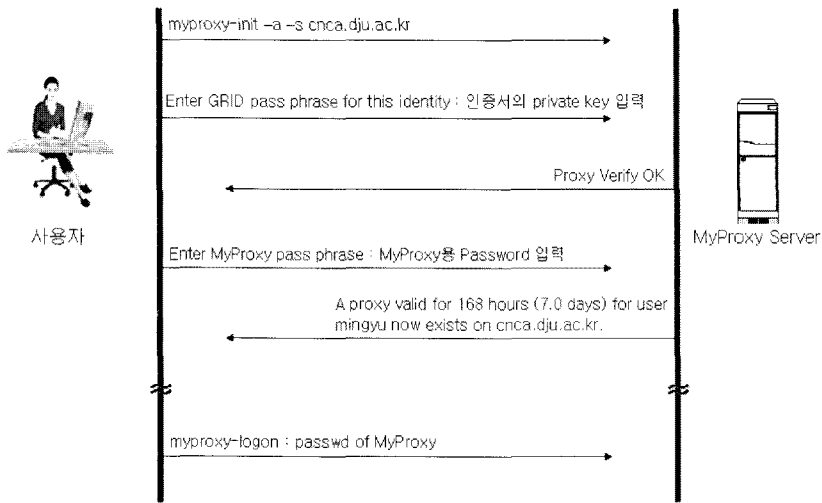 myproxy-init –a –s cnca.dju.ac.kr
Enter GRID pass phrase for this identity : 인증서의 private key 입력
Proxy Verify OK
사용자
MyProxy Server
Enter MyProxy pass phrase : MyProxy용 Password 입력
A proxy valid for 168 hours (7.0 days) for user
mingyu now exists on cnca.dju.ac.kr.
myproxy-logon : passwd of MyProxy